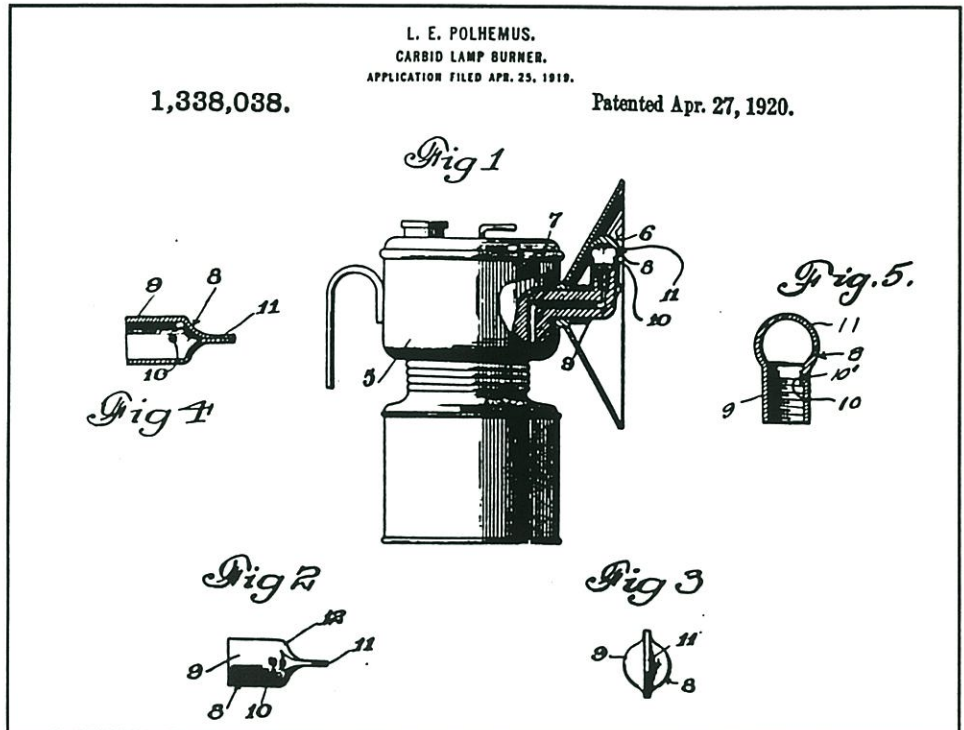 L. E. POLHEMUS.
CARBID LAMP BURNER.
APPLICATION FILED APR. 25, 1919.
1,338,038.
Patented Apr. 27, 1920.
Fig 1
7
6
8
11
10
9
5
9
8
11
10
Fig 4
Fig. 5.
11
8
10'
9
10
Fig 2
12
11
9
8
10
Fig 3
11
9
8